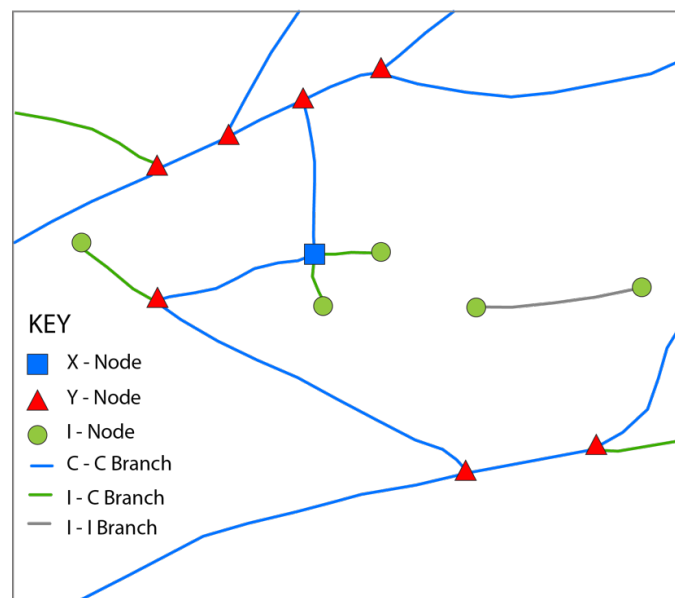 KEY
X - Node
Y - Node
I - Node
C - C Branch
I - C Branch
I - I Branch